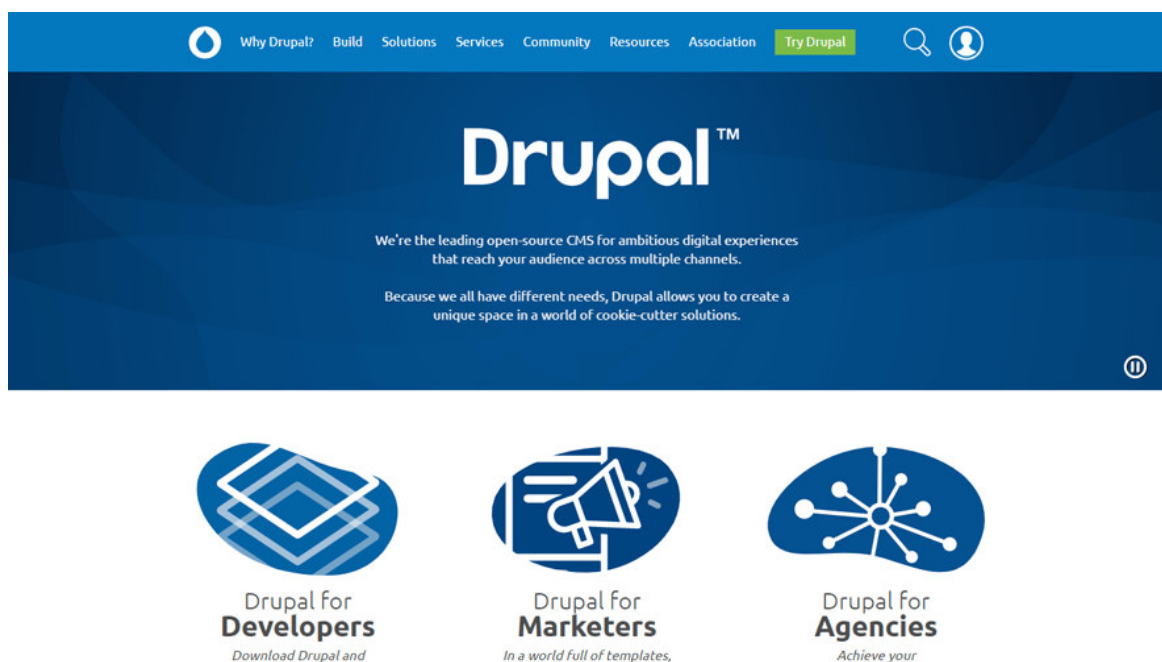 Why Drupal? Build Solutions Services Community Resources Association Try Drupal
Drupal™
We're the leading open-source CMS for ambitious digital experiences
that reach your audience across multiple channels.
Because we all have different needs, Drupal allows you to create a
unique space in a world of cookie-cutter solutions.
Drupal for
Developers
Download Drupal and
Drupal for
Marketers
In a world full of templates,
Drupal for
Agencies
Achieve your